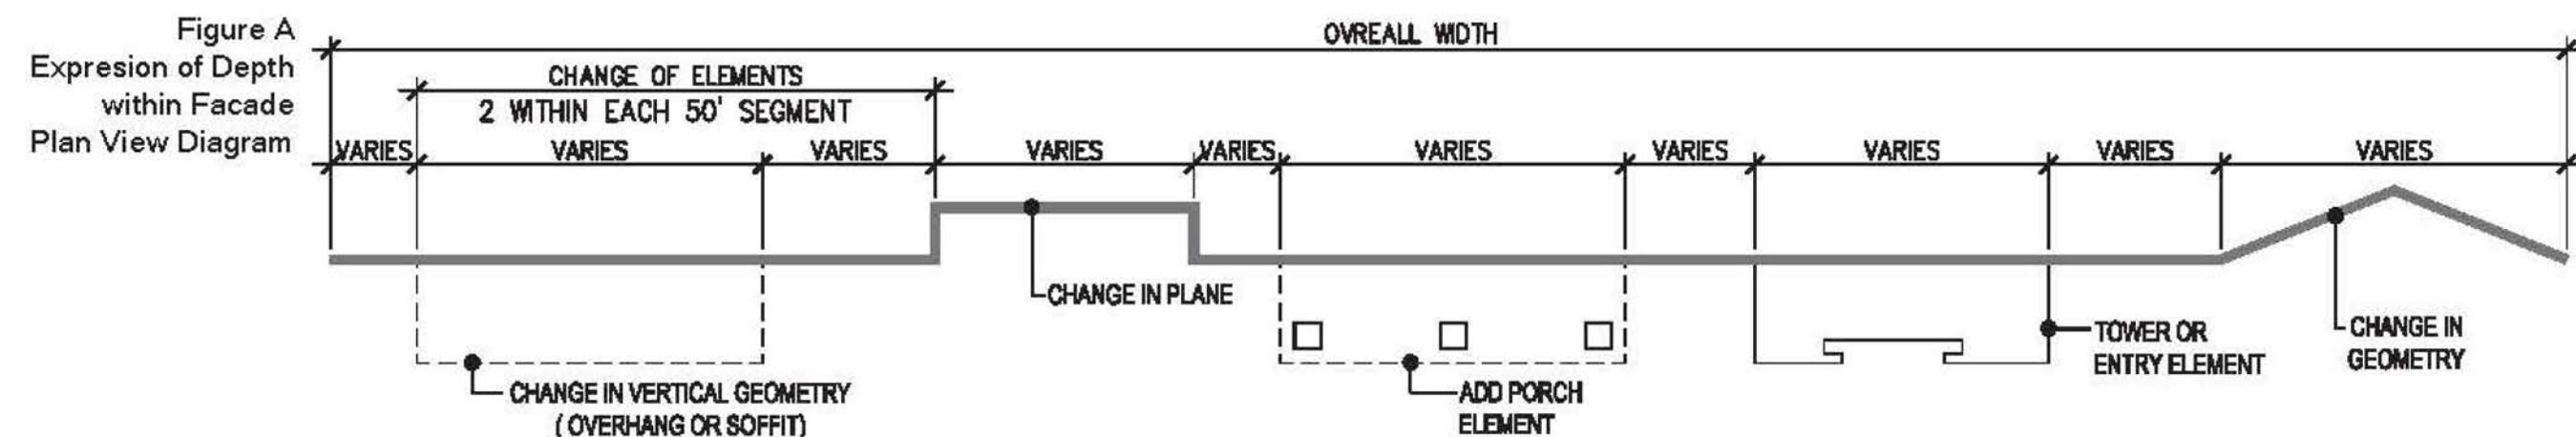 Figure A
Expresion of Depth
within Facade
Plan View Diagram
OVREALL WIDTH
CHANGE OF ELEMENTS
2 WITHIN EACH 50' SEGMENT
VARIES VARIES VARIES VARIES VARIES VARIES VARIES VARIES VARIES VARIES
CHANGE IN PLANE
CHANGE IN VERTICAL GEOMETRY
( OVERHANG OR SOFFIT)
ADD PORCH
ELEMENT
TOWER OR
ENTRY ELEMENT
CHANGE IN
GEOMETRY